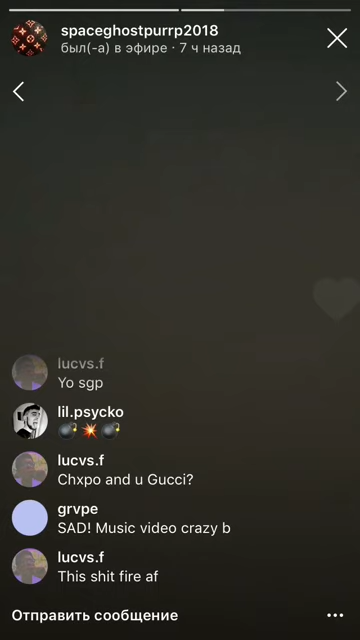 spaceghostpurrp2018
был(-а) в эфире · 7 ч назад
lucvs.f
Yo sgp
lil.psycko
💣💥💣
lucvs.f
Chxpo and u Gucci?
grvpe
SAD! Music video crazy b
lucvs.f
This shit fire af
Отправить сообщение